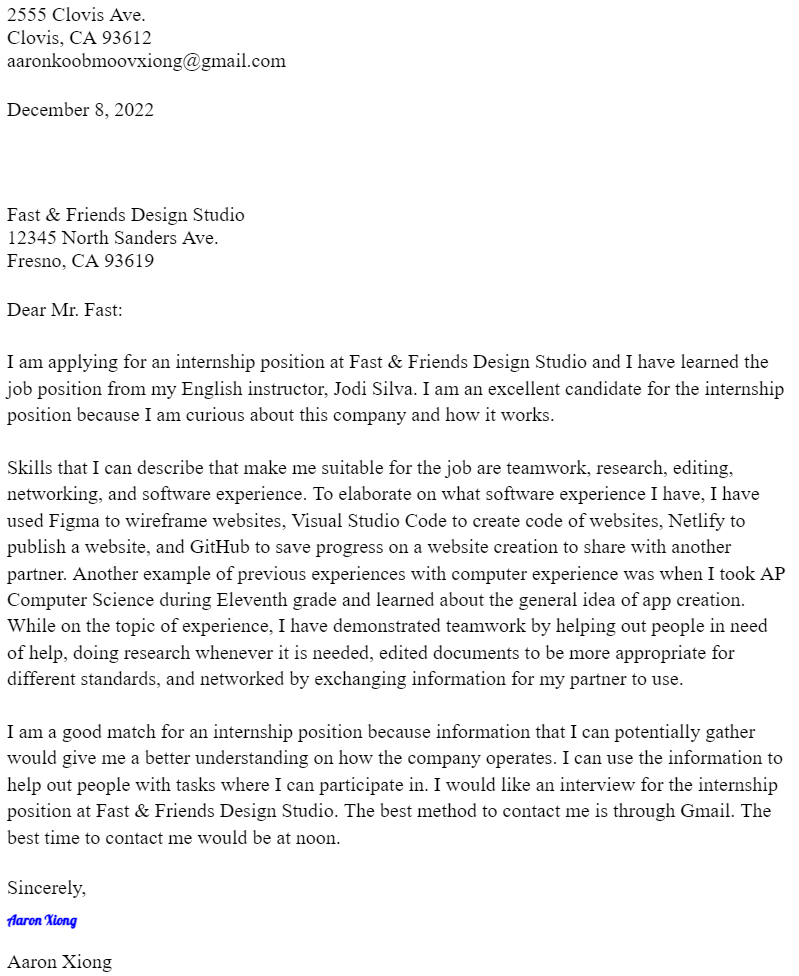 2555 Clovis Ave.
Clovis, CA 93612
aaronkoobmoovxiong@gmail.com
December 8, 2022
Fast & Friends Design Studio
12345 North Sanders Ave.
Fresno, CA 93619
Dear Mr. Fast:
I am applying for an internship position at Fast & Friends Design Studio and I have learned the
job position from my English instructor, Jodi Silva. I am an excellent candidate for the internship
position because I am curious about this company and how it works.
Skills that I can describe that make me suitable for the job are teamwork, research, editing,
networking, and software experience. To elaborate on what software experience I have, I have
used Figma to wireframe websites, Visual Studio Code to create code of websites, Netlify to
publish a website, and GitHub to save progress on a website creation to share with another
partner. Another example of previous experiences with computer experience was when I took AP
Computer Science during Eleventh grade and learned about the general idea of app creation.
While on the topic of experience, I have demonstrated teamwork by helping out people in need
of help, doing research whenever it is needed, edited documents to be more appropriate for
different standards, and networked by exchanging information for my partner to use.
I am a good match for an internship position because information that I can potentially gather
would give me a better understanding on how the company operates. I can use the information to
help out people with tasks where I can participate in. I would like an interview for the internship
position at Fast & Friends Design Studio. The best method to contact me is through Gmail. The
best time to contact me would be at noon.
Sincerely,
Aaron Xiong
Aaron Xiong